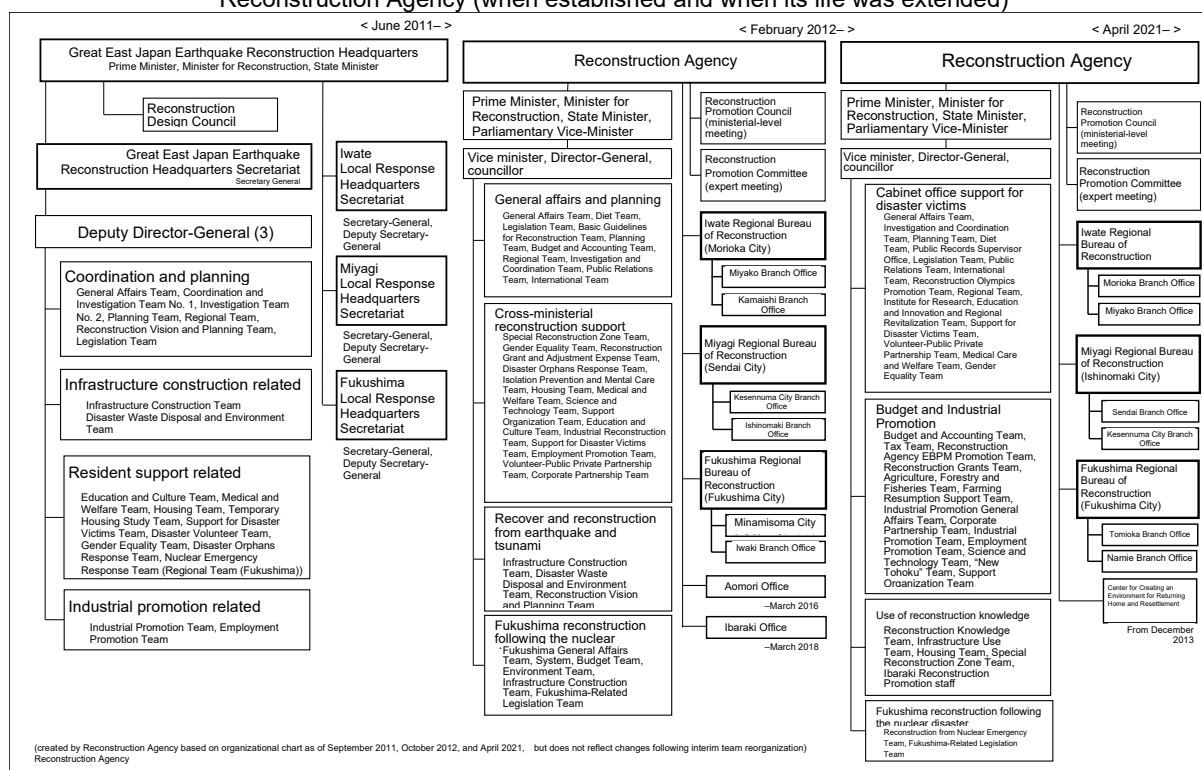 Reconstruction Agency (when established and when its life was extended)
< June 2011– >
Great East Japan Earthquake Reconstruction Headquarters
Prime Minister, Minister for Reconstruction, State Minister
Reconstruction
Design Council
Great East Japan Earthquake
Reconstruction Headquarters Secretariat
Secretary General
Deputy Director-General (3)
Coordination and planning
General Affairs Team, Coordination and
Investigation Team No. 1, Investigation Team
No. 2, Planning Team, Regional Team,
Reconstruction Vision and Planning Team,
Legislation Team
Infrastructure construction related
Infrastructure Construction Team
Disaster Waste Disposal and Environment
Team
Resident support related
Education and Culture Team, Medical and
Welfare Team, Housing Team, Temporary
Housing Study Team, Support for Disaster
Victims Team, Disaster Volunteer Team,
Gender Equality Team, Disaster Orphans
Response Team, Nuclear Emergency
Response Team (Regional Team (Fukushima))
Industrial promotion related
Industrial Promotion Team, Employment
Promotion Team
Iwate
Local Response
Headquarters
Secretariat
Secretary-General,
Deputy Secretary-
General
Miyagi
Local Response
Headquarters
Secretariat
Secretary-General,
Deputy Secretary-
General
Fukushima
Local Response
Headquarters
Secretariat
Secretary-General,
Deputy Secretary-
General
< February 2012– >
Reconstruction Agency
Prime Minister, Minister for
Reconstruction, State Minister,
Parliamentary Vice-Minister
Vice minister, Director-General,
councillor
General affairs and planning
General Affairs Team, Diet Team,
Legislation Team, Basic Guidelines
for Reconstruction Team, Planning
Team, Budget and Accounting Team,
Regional Team, Investigation and
Coordination Team, Public Relations
Team, International Team
Cross-ministerial
reconstruction support
Special Reconstruction Zone Team,
Gender Equality Team, Reconstruction
Grant and Adjustment Expense Team,
Disaster Orphans Response Team,
Isolation Prevention and Mental Care
Team, Housing Team, Medical and
Welfare Team, Science and
Technology Team, Support
Organization Team, Education and
Culture Team, Industrial Reconstruction
Team, Support for Disaster Victims
Team, Employment Promotion Team,
Volunteer-Public Private Partnership
Team, Corporate Partnership Team
Recover and reconstruction
from earthquake and
tsunami
Infrastructure Construction
Team, Disaster Waste
Disposal and Environment
Team, Reconstruction Vision
and Planning Team
Fukushima reconstruction
following the nuclear
Fukushima General Affairs
Team, System, Budget Team,
Environment Team,
Infrastructure Construction
Team, Fukushima-Related
Legislation Team
Reconstruction
Promotion Council
(ministerial-level
meeting)
Reconstruction
Promotion Committee
(expert meeting)
Iwate Regional Bureau
of Reconstruction
(Morioka City)
Miyako Branch Office
Kamaishi Branch
Office
Miyagi Regional Bureau
of Reconstruction
(Sendai City)
Kesennuma City Branch
Office
Ishinomaki Branch
Office
Fukushima Regional
Bureau of
Reconstruction
(Fukushima City)
Minamisoma City
Iwaki Branch Office
Aomori Office
–March 2016
Ibaraki Office
–March 2018
< April 2021– >
Reconstruction Agency
Prime Minister, Minister for
Reconstruction, State Minister,
Parliamentary Vice-Minister
Vice minister, Director-General,
councillor
Cabinet office support for
disaster victims
General Affairs Team,
Investigation and Coordination
Team, Planning Team, Diet
Team, Public Records Supervisor
Office, Legislation Team, Public
Relations Team, International
Team, Reconstruction Olympics
Promotion Team, Regional Team,
Institute for Research, Education
and Innovation and Regional
Revitalization Team, Support for
Disaster Victims Team,
Volunteer-Public Private
Partnership Team, Medical Care
and Welfare Team, Gender
Equality Team
Budget and Industrial
Promotion
Budget and Accounting Team,
Tax Team, Reconstruction
Agency EBPM Promotion Team,
Reconstruction Grants Team,
Agriculture, Forestry and
Fisheries Team, Farming
Resumption Support Team,
Industrial Promotion General
Affairs Team, Corporate
Partnership Team, Industrial
Promotion Team, Employment
Promotion Team, Science and
Technology Team, “New
Tohoku” Team, Support
Organization Team
Use of reconstruction knowledge
Reconstruction Knowledge
Team, Infrastructure Use
Team, Housing Team, Special
Reconstruction Zone Team,
Ibaraki Reconstruction
Promotion staff
Fukushima reconstruction following
the nuclear disaster
Reconstruction from Nuclear Emergency
Team, Fukushima-Related Legislation
Team
Reconstruction
Promotion Council
(ministerial-level
meeting)
Reconstruction
Promotion Committee
(expert meeting)
Iwate Regional
Bureau of
Reconstruction
Morioka Branch Office
Miyako Branch Office
Miyagi Regional
Bureau of
Reconstruction
(Ishinomaki City)
Sendai Branch Office
Kesennuma City Branch
Office
Fukushima Regional
Bureau of
Reconstruction
(Fukushima City)
Tomioka Branch Office
Namie Branch Office
Center for Creating an
Environment for Returning
Home and Resettlement
From December
2013
(created by Reconstruction Agency based on organizational chart as of September 2011, October 2012, and April 2021, but does not reflect changes following interim team reorganization)
Reconstruction Agency